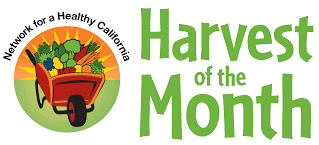 Network for a Healthy California
Harvest
of the
Month